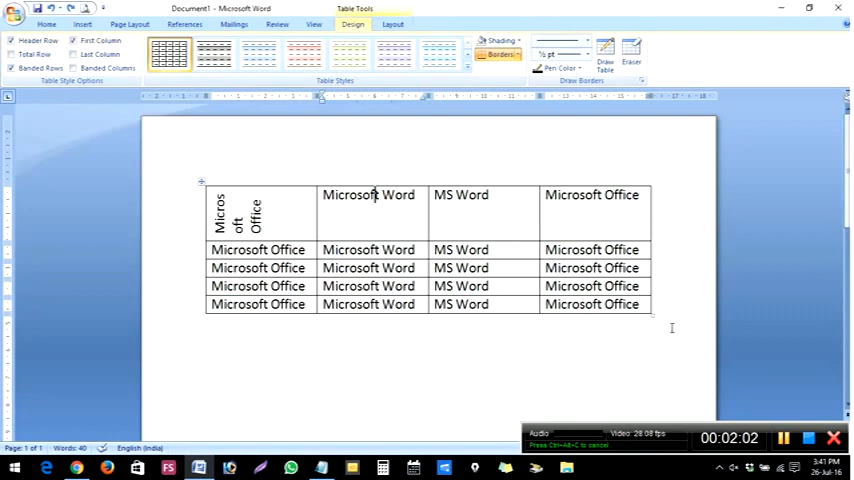 Document1 - Microsoft Word
Table Tools
Home Insert Page Layout References Mailings Review View Design Layout
Header Row First Column
Total Row Last Column
Banded Rows Banded Columns
Table Style Options
Table Styles
Shading
Borders
½ pt
Pen Color
Draw Table
Eraser
Draw Borders
Micros
oft
Office
Microsoft Word MS Word Microsoft Office
Microsoft Office Microsoft Word MS Word Microsoft Office
Microsoft Office Microsoft Word MS Word Microsoft Office
Microsoft Office Microsoft Word MS Word Microsoft Office
Microsoft Office Microsoft Word MS Word Microsoft Office
Audio Video: 28.08 fps
Press Ctrl+Alt+C to cancel
00:02:02
Page: 1 of 1 Words: 40 English (India)
FS
3:41 PM
26-Jul-16